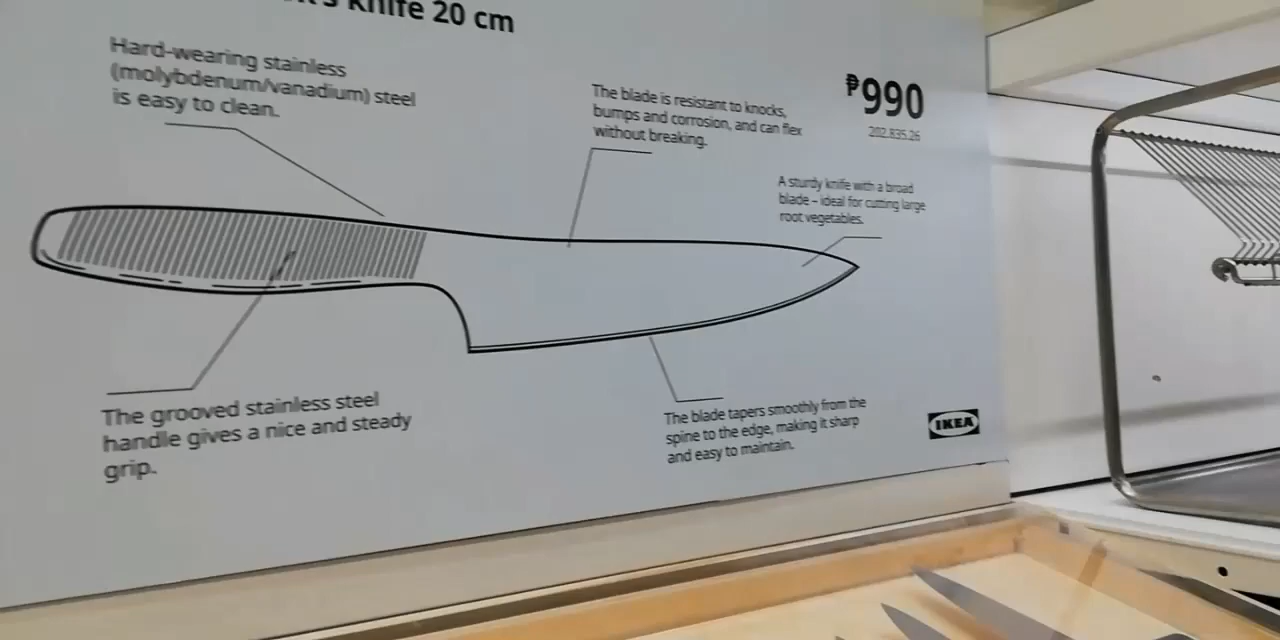 knife 20 cm
Hard-wearing stainless
(molybdenum/vanadium) steel
is easy to clean.
The blade is resistant to knocks,
bumps and corrosion, and can flex
without breaking.
₱990
202.835.26
A sturdy knife with a broad
blade – ideal for cutting large
root vegetables.
The grooved stainless steel
handle gives a nice and steady
grip.
The blade tapers smoothly from the
spine to the edge, making it sharp
and easy to maintain.
IKEA